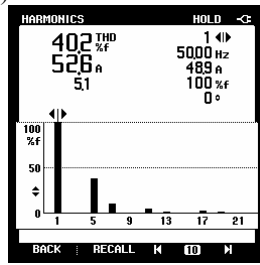 HARMONICS HOLD
40,2 THD %f
52,6 A
5,1
1
50,00 Hz
48,9 A
100 %f
0 °
100
%f
50
0
1 5 9 13 17 21
BACK RECALL 10